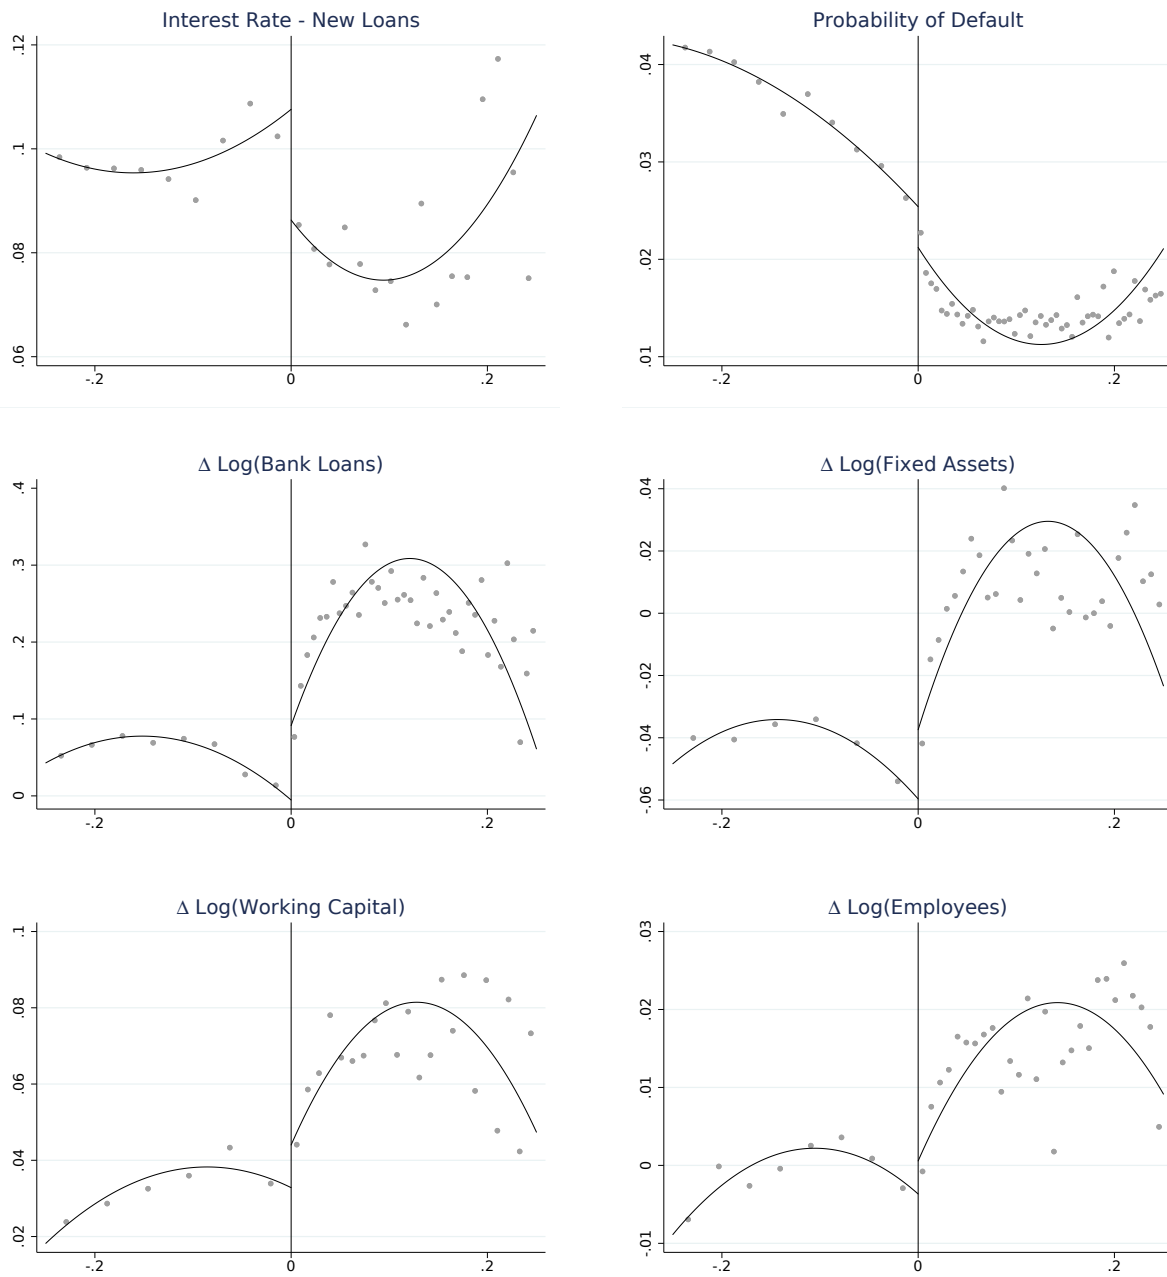 Interest Rate - New Loans
.12
.1
.08
.06
-.2 0 .2
Probability of Default
.04
.03
.02
.01
-.2 0 .2
Δ Log(Bank Loans)
.4
.3
.2
.1
0
-.2 0 .2
Δ Log(Fixed Assets)
.04
.02
0
-.02
-.04
-.06
-.2 0 .2
Δ Log(Working Capital)
.1
.08
.06
.04
.02
-.2 0 .2
Δ Log(Employees)
.03
.02
.01
0
-.01
-.2 0 .2